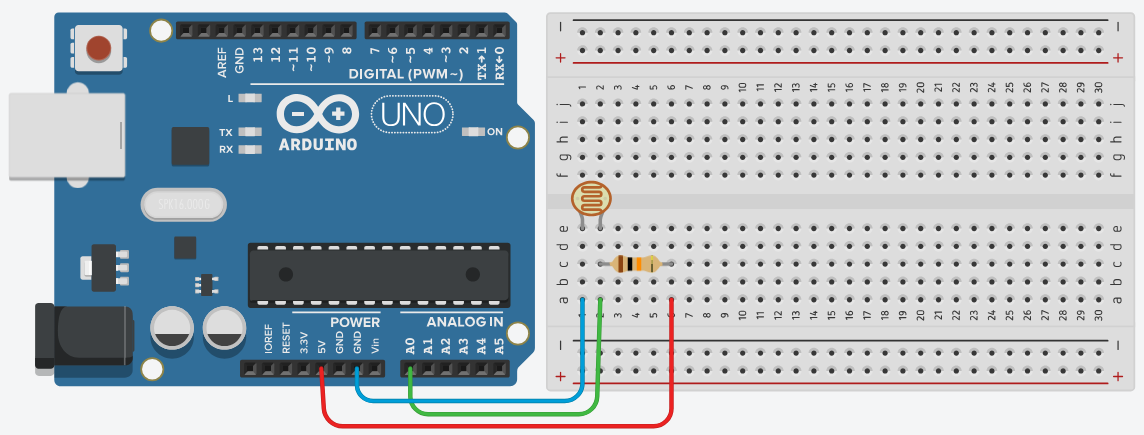 AREF
GND
13
12
~11
~10
~9
8
7
~6
~5
4
~3
2
TX→1
RX←0
DIGITAL (PWM~)
L
TX
RX
UNO
ON
ARDUINO
SPK16.000G
POWER
ANALOG IN
IOREF
RESET
3.3V
5V
GND
GND
Vin
A0
A1
A2
A3
A4
A5
− −
+ +
1 2 3 4 5 6 7 8 9 10 11 12 13 14 15 16 17 18 19 20 21 22 23 24 25 26 27 28 29 30
j j
i i
h h
g g
f f
e e
d d
c c
b b
a a
1 2 3 4 5 6 7 8 9 10 11 12 13 14 15 16 17 18 19 20 21 22 23 24 25 26 27 28 29 30
− −
+ +